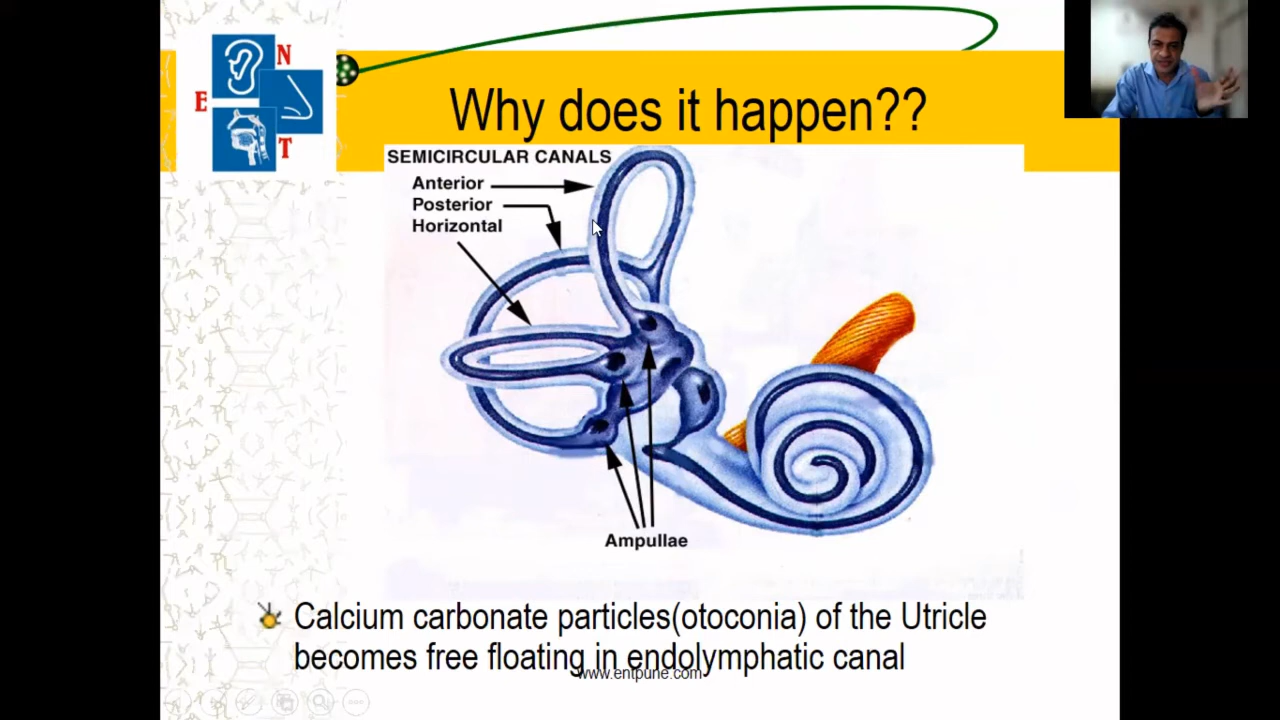 E
N
T
Why does it happen??
SEMICIRCULAR CANALS
Anterior
Posterior
Horizontal
Ampullae
Calcium carbonate particles(otoconia) of the Utricle
becomes free floating in endolymphatic canal
www.entpune.com